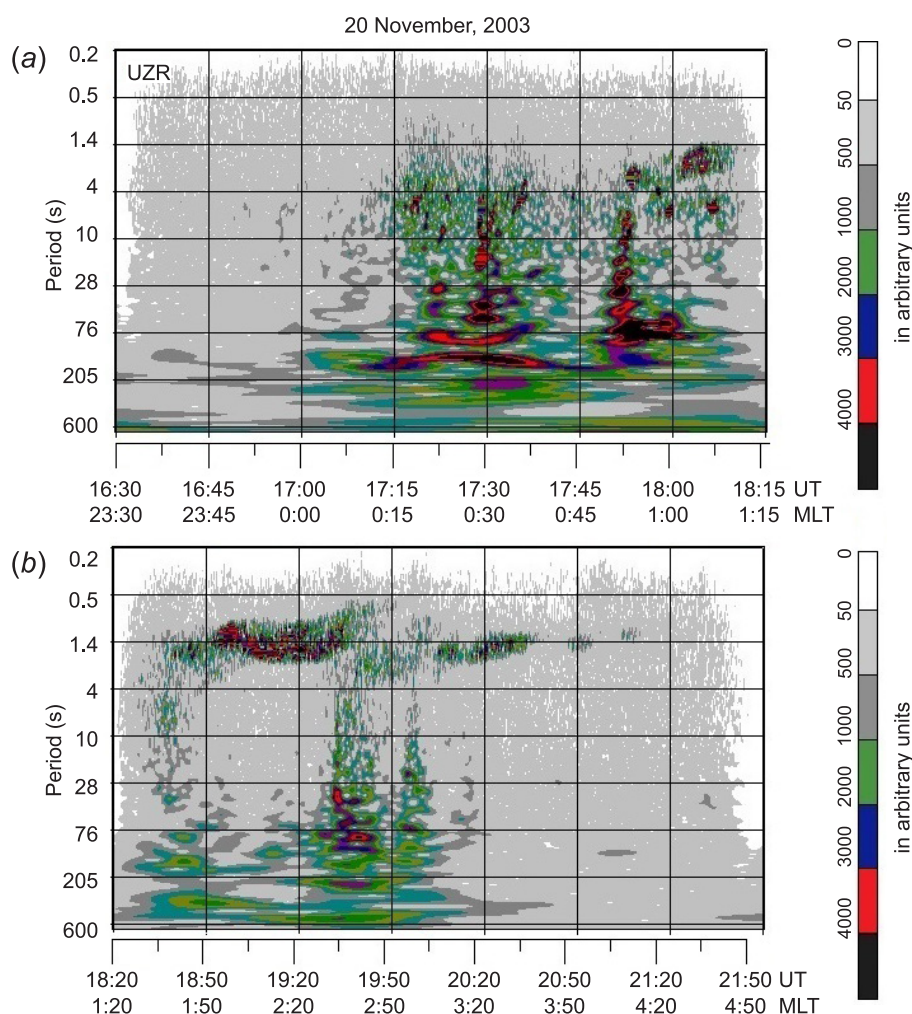 20 November, 2003
(a)
UZR
Period (s)
0.2
0.5
1.4
4
10
28
76
205
600
16:30 16:45 17:00 17:15 17:30 17:45 18:00 18:15 UT
23:30 23:45 0:00 0:15 0:30 0:45 1:00 1:15 MLT
0
50
500
1000
2000
3000
4000
in arbitrary units
(b)
Period (s)
0.2
0.5
1.4
4
10
28
76
205
600
18:20 18:50 19:20 19:50 20:20 20:50 21:20 21:50 UT
1:20 1:50 2:20 2:50 3:20 3:50 4:20 4:50 MLT
0
50
500
1000
2000
3000
4000
in arbitrary units